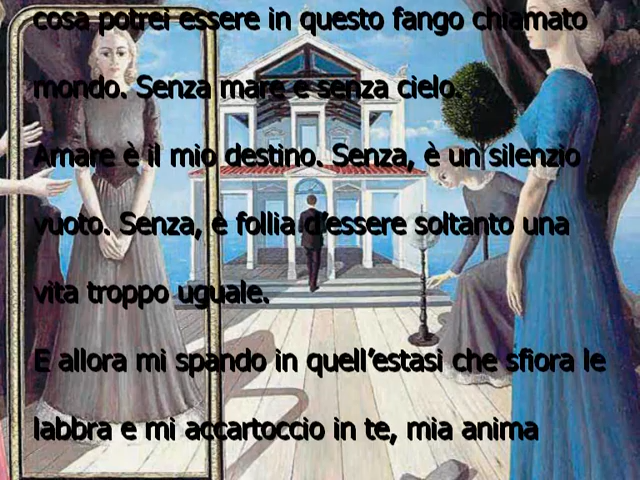 cosa potrei essere in questo fango chiamato
mondo. Senza mare e senza cielo.
Amare è il mio destino. Senza, è un silenzio
vuoto. Senza, è follia d’essere soltanto una
vita troppo uguale.
E allora mi spando in quell’estasi che sfiora le
labbra e mi accartoccio in te, mia anima